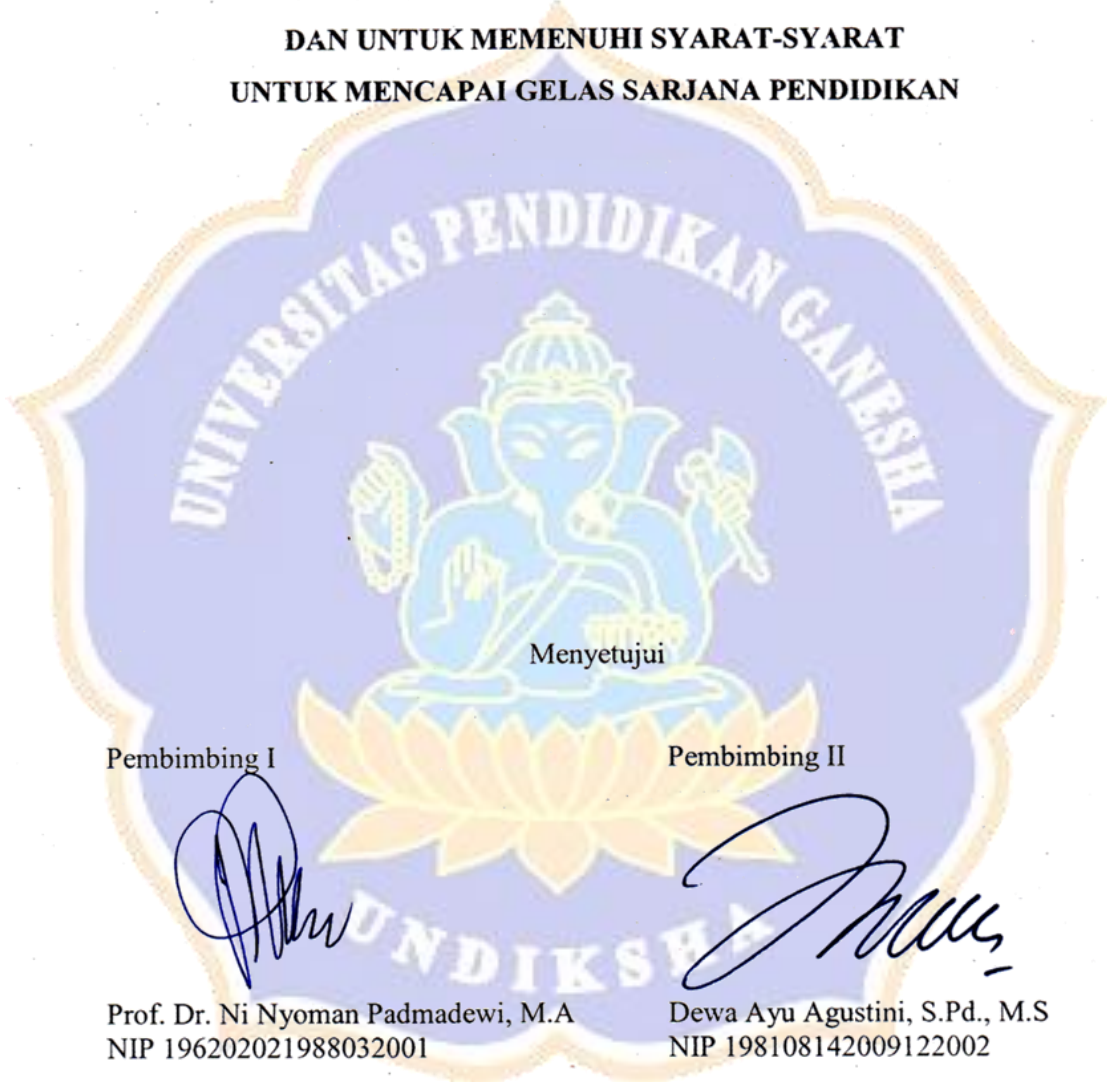 DAN UNTUK MEMENUHI SYARAT-SYARAT
UNTUK MENCAPAI GELAS SARJANA PENDIDIKAN
UNIVERSITAS PENDIDIKAN GANESHA
Menyetujui
Pembimbing I
Pembimbing II
UNDIKSHA
Prof. Dr. Ni Nyoman Padmadewi, M.A
Dewa Ayu Agustini, S.Pd., M.S
NIP 196202021988032001
NIP 198108142009122002